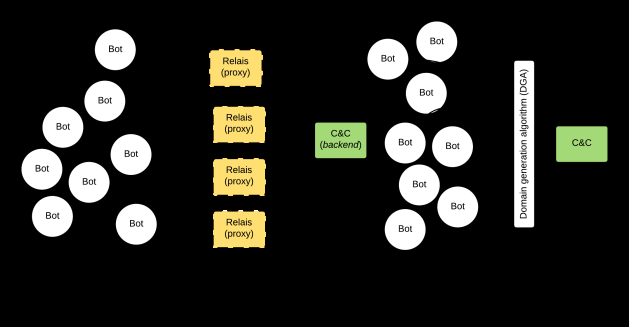 Bot
Bot
Bot
Bot
Bot
Bot
Bot
Bot
Relais
(proxy)
Relais
(proxy)
Relais
(proxy)
Relais
(proxy)
C&C
(backend)
Bot
Bot
Bot
Bot
Bot
Bot
Bot
Bot
Domain generation algorithm (DGA)
C&C